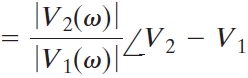 = |V₂(ω)| / |V₁(ω)| ∠V₂ − V₁